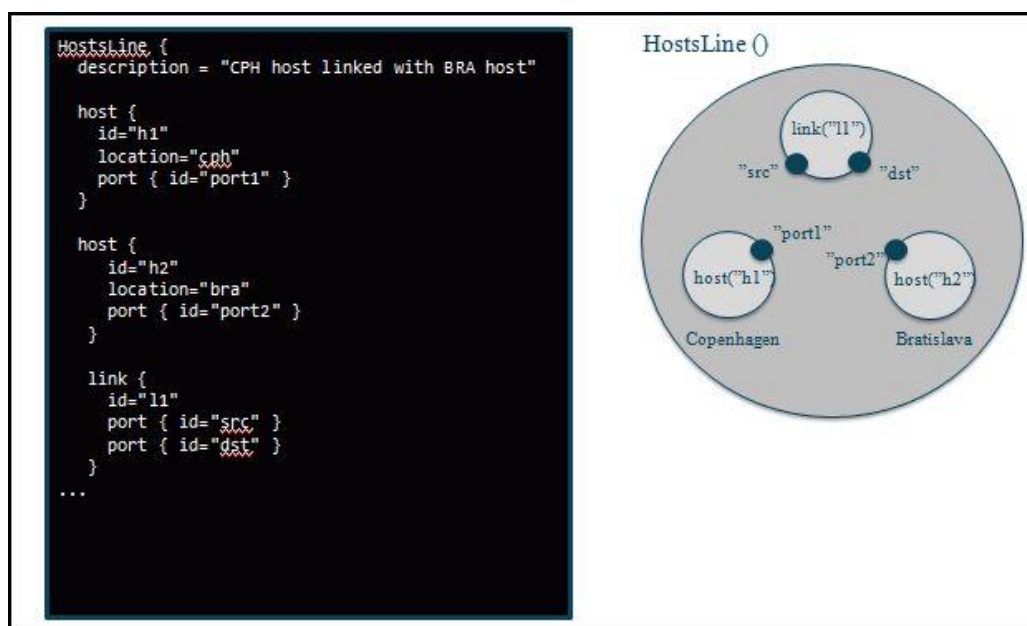 HostsLine {
description = "CPH host linked with BRA host"
host {
id="h1"
location="cph"
port { id="port1" }
}
host {
id="h2"
location="bra"
port { id="port2" }
}
link {
id="l1"
port { id="src" }
port { id="dst" }
}
...
HostsLine ()
link("l1")
"src"
"dst"
"port1"
"port2"
host("h1")
host("h2")
Copenhagen
Bratislava